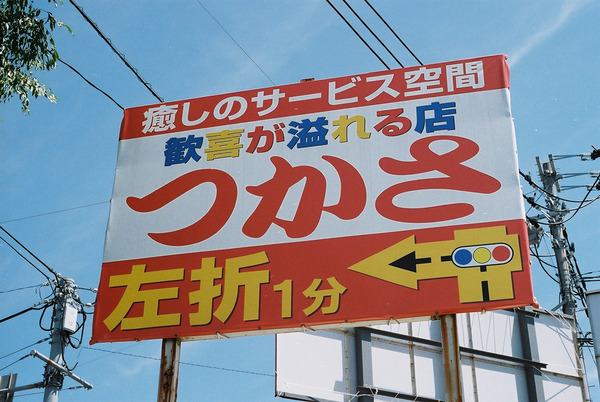 癒しのサービス空間
歓喜が溢れる店
つかさ
左折1分